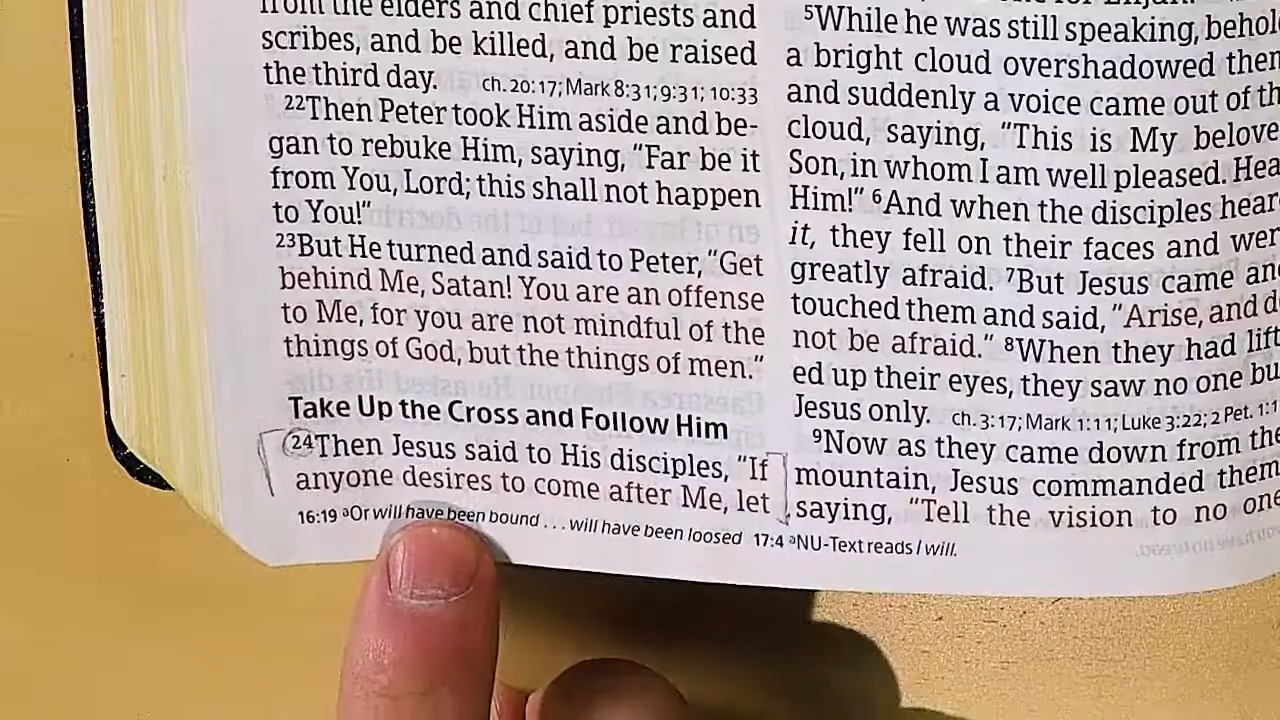 from the elders and chief priests and
scribes, and be killed, and be raised
the third day. ch. 20:17; Mark 8:31; 9:31; 10:33
22Then Peter took Him aside and be-
gan to rebuke Him, saying, "Far be it
from You, Lord; this shall not happen
to You!"
23But He turned and said to Peter, "Get
behind Me, Satan! You are an offense
to Me, for you are not mindful of the
things of God, but the things of men."
Take Up the Cross and Follow Him
24Then Jesus said to His disciples, "If
anyone desires to come after Me, let
5While he was still speaking, behol
a bright cloud overshadowed them
and suddenly a voice came out of th
cloud, saying, "This is My belove
Son, in whom I am well pleased. Hea
Him!" 6And when the disciples hear
it, they fell on their faces and wer
greatly afraid. 7But Jesus came an
touched them and said, "Arise, and d
not be afraid." 8When they had lift
ed up their eyes, they saw no one bu
Jesus only. ch. 3:17; Mark 1:11; Luke 3:22; 2 Pet. 1:1
9Now as they came down from the
mountain, Jesus commanded them
saying, "Tell the vision to no one
16:19 aOr will have been bound . . . will have been loosed 17:4 aNU-Text reads I will.